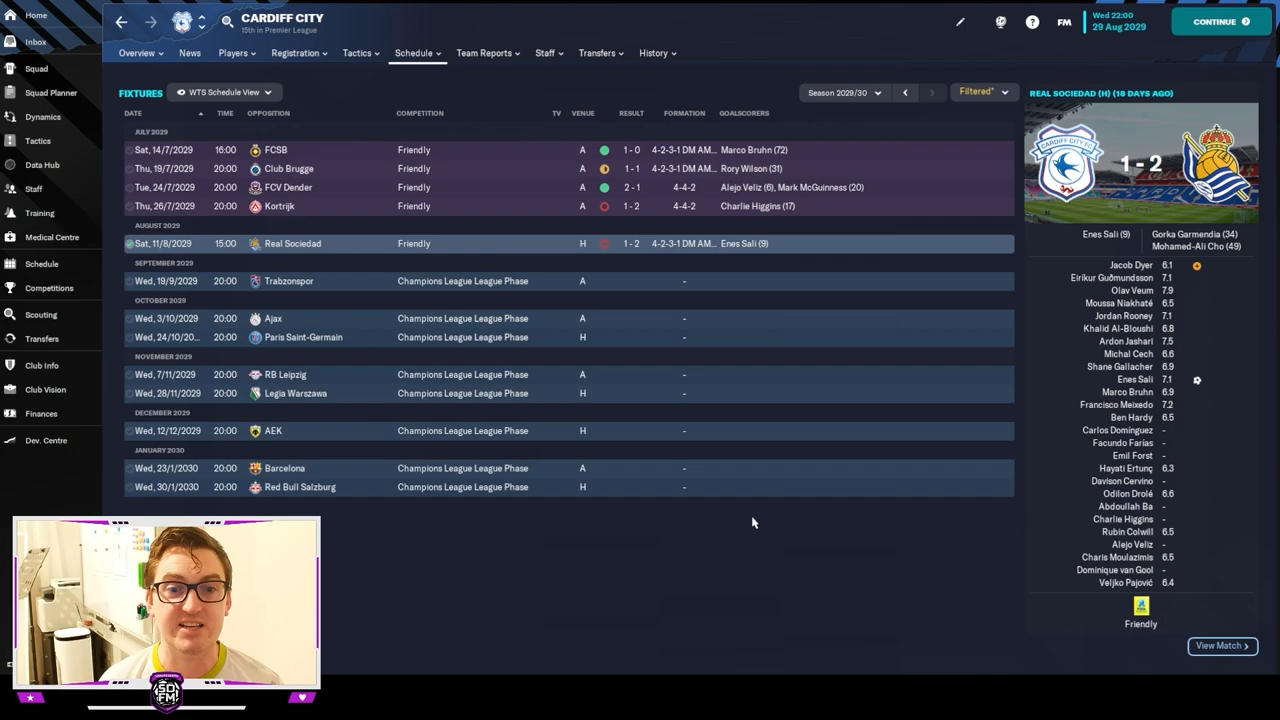 Home
Inbox
Squad
Squad Planner
Dynamics
Tactics
Data Hub
Staff
Training
Medical Centre
Schedule
Competitions
Scouting
Transfers
Club Info
Club Vision
Finances
Dev. Centre
CARDIFF CITY
15th in Premier League
FM
Wed 22:00
29 Aug 2029
CONTINUE
Overview News Players Registration Tactics Schedule Team Reports Staff Transfers History
FIXTURES WTS Schedule View Season 2029/30 Filtered*
DATE TIME OPPOSITION COMPETITION TV VENUE RESULT FORMATION GOALSCORERS
JULY 2029
Sat, 14/7/2029 16:00 FCSB Friendly A 1 - 0 4-2-3-1 DM AM... Marco Bruhn (72)
Thu, 19/7/2029 20:00 Club Brugge Friendly A 1 - 1 4-2-3-1 DM AM... Rory Wilson (31)
Tue, 24/7/2029 20:00 FCV Dender Friendly A 2 - 1 4-4-2 Alejo Veliz (6), Mark McGuinness (20)
Thu, 26/7/2029 20:00 Kortrijk Friendly A 1 - 2 4-4-2 Charlie Higgins (17)
AUGUST 2029
Sat, 11/8/2029 15:00 Real Sociedad Friendly H 1 - 2 4-2-3-1 DM AM... Enes Sali (9)
SEPTEMBER 2029
Wed, 19/9/2029 20:00 Trabzonspor Champions League League Phase A -
OCTOBER 2029
Wed, 3/10/2029 20:00 Ajax Champions League League Phase A -
Wed, 24/10/20... 20:00 Paris Saint-Germain Champions League League Phase H -
NOVEMBER 2029
Wed, 7/11/2029 20:00 RB Leipzig Champions League League Phase A -
Wed, 28/11/2029 20:00 Legia Warszawa Champions League League Phase H -
DECEMBER 2029
Wed, 12/12/2029 20:00 AEK Champions League League Phase H -
JANUARY 2030
Wed, 23/1/2030 20:00 Barcelona Champions League League Phase A -
Wed, 30/1/2030 20:00 Red Bull Salzburg Champions League League Phase H -
REAL SOCIEDAD (H) (18 DAYS AGO)
CARDIFF CITY FC
1 - 2
Enes Sali (9) Gorka Garmendia (34)
Mohamed-Ali Cho (49)
Jacob Dyer 6.1
Eiríkur Guðmundsson 7.1
Olav Veum 7.9
Moussa Niakhaté 6.5
Jordan Rooney 7.1
Khalid Al-Bloushi 6.8
Ardon Jashari 7.5
Michal Cech 6.6
Shane Gallacher 6.9
Enes Sali 7.1
Marco Bruhn 6.9
Francisco Meixedo 7.2
Ben Hardy 6.5
Carlos Domínguez -
Facundo Farías -
Emil Forst -
Hayati Ertunç 6.3
Davison Cervino -
Odilon Drolé 6.6
Abdoullah Ba -
Charlie Higgins -
Rubin Colwill 6.5
Alejo Veliz -
Charis Moulazimis 6.5
Dominique van Gool -
Veljko Pajović 6.4
Friendly
View Match
SD
FM